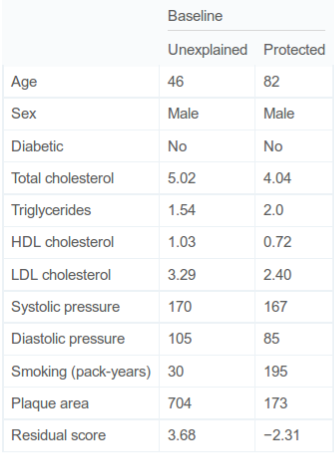 Baseline
Unexplained Protected
Age 46 82
Sex Male Male
Diabetic No No
Total cholesterol 5.02 4.04
Triglycerides 1.54 2.0
HDL cholesterol 1.03 0.72
LDL cholesterol 3.29 2.40
Systolic pressure 170 167
Diastolic pressure 105 85
Smoking (pack-years) 30 195
Plaque area 704 173
Residual score 3.68 −2.31